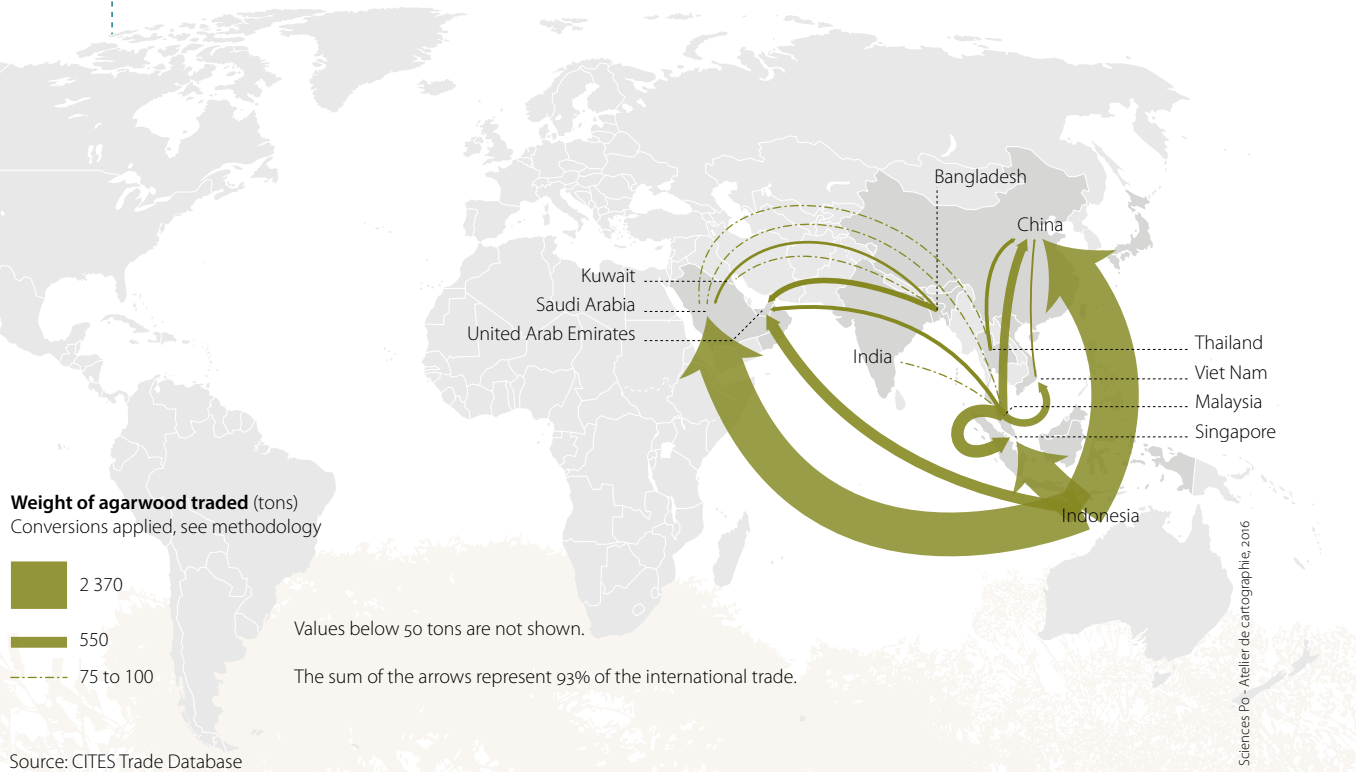 Bangladesh
China
Kuwait
Saudi Arabia
United Arab Emirates
India
Thailand
Viet Nam
Malaysia
Singapore
Indonesia
Weight of agarwood traded (tons)
Conversions applied, see methodology
2 370
550
75 to 100
Values below 50 tons are not shown.
The sum of the arrows represent 93% of the international trade.
Source: CITES Trade Database
Sciences Po - Atelier de cartographie, 2016